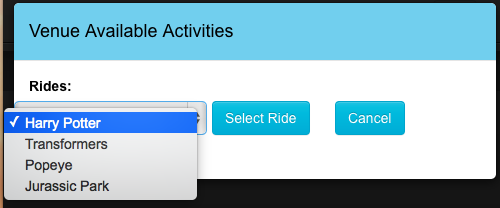 Venue Available Activities
Rides:
Select Ride
Cancel
✓ Harry Potter
Transformers
Popeye
Jurassic Park